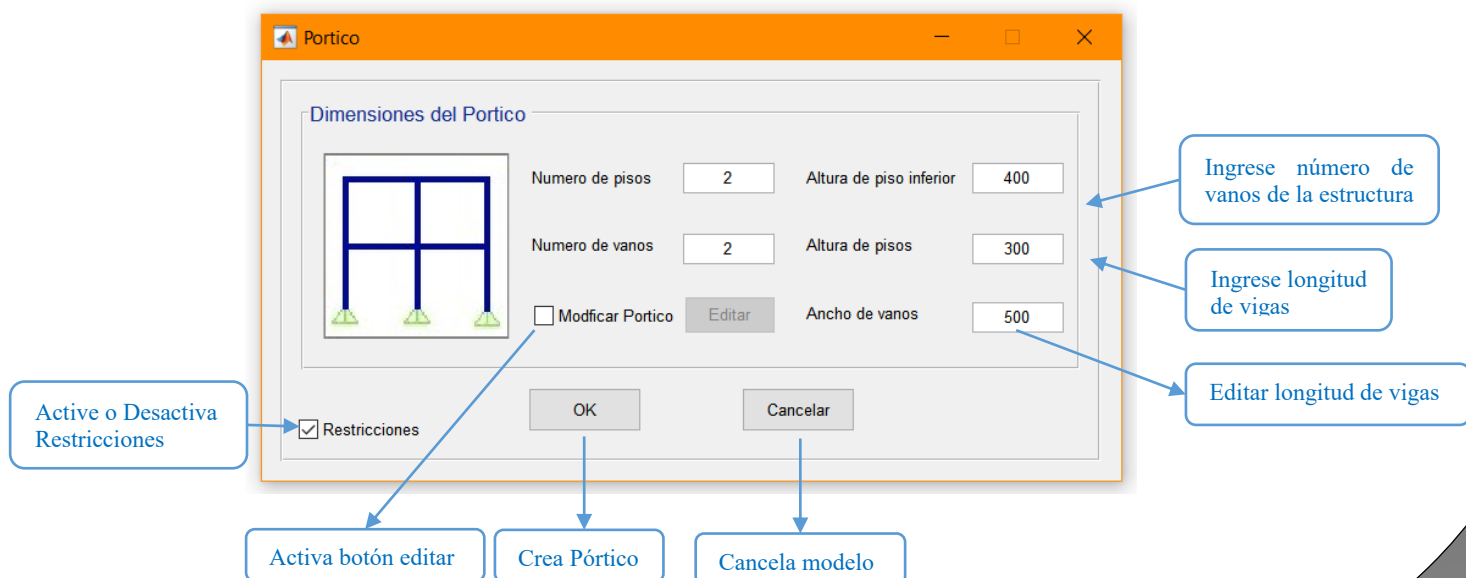 Portico
Dimensiones del Portico
Numero de pisos 2 Altura de piso inferior 400
Numero de vanos 2 Altura de pisos 300
Modficar Portico Editar Ancho de vanos 500
OK Cancelar
Restricciones
Ingrese número de
vanos de la estructura
Ingrese longitud
de vigas
Editar longitud de vigas
Active o Desactiva
Restricciones
Activa botón editar
Crea Pórtico
Cancela modelo